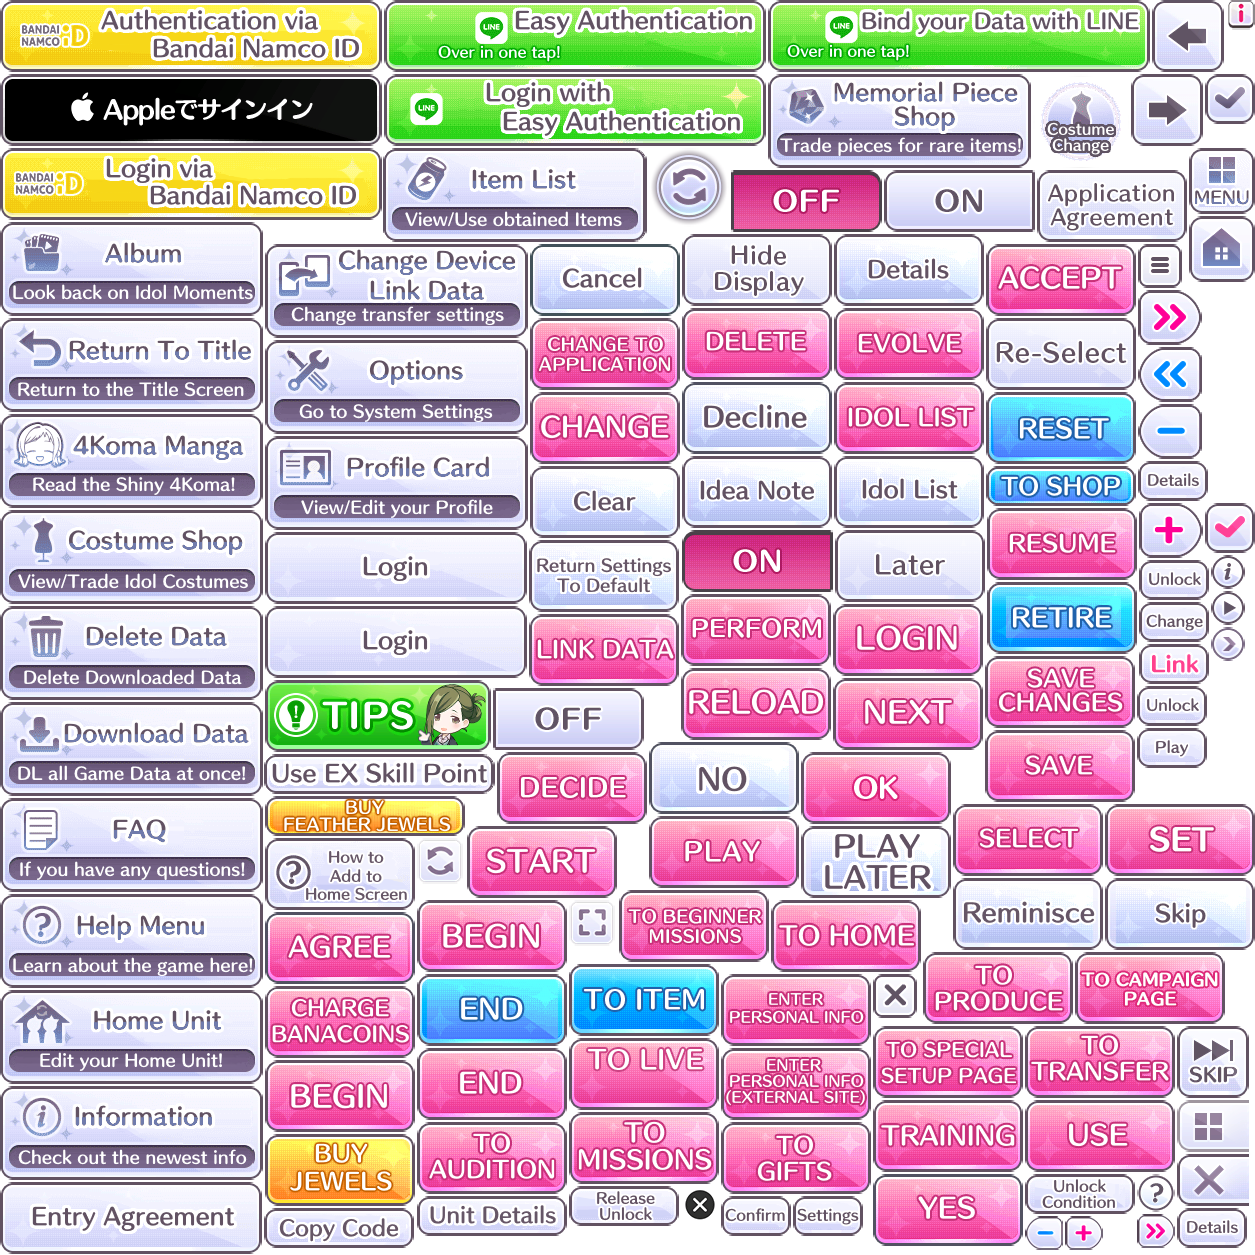 BANDAI
NAMCO iD
Authentication via
Bandai Namco ID
LINE
Easy Authentication
Over in one tap!
LINE
Bind your Data with LINE
Over in one tap!
i
Appleでサインイン
LINE
Login with
Easy Authentication
Memorial Piece
Shop
Trade pieces for rare items!
Costume
Change
BANDAI
NAMCO iD
Login via
Bandai Namco ID
Item List
View/Use obtained Items
OFF
ON
Application
Agreement
MENU
Album
Look back on Idol Moments
Return To Title
Return to the Title Screen
4Koma Manga
Read the Shiny 4Koma!
Costume Shop
View/Trade Idol Costumes
Delete Data
Delete Downloaded Data
Download Data
DL all Game Data at once!
FAQ
If you have any questions!
?
Help Menu
Learn about the game here!
Home Unit
Edit your Home Unit!
i
Information
Check out the newest info
Entry Agreement
Change Device
Link Data
Change transfer settings
Options
Go to System Settings
Profile Card
View/Edit your Profile
Login
Login
TIPS
OFF
Use EX Skill Point
BUY
FEATHER JEWELS
?
How to
Add to
Home Screen
AGREE
CHARGE
BANACOINS
BEGIN
BUY
JEWELS
Copy Code
Cancel
CHANGE TO
APPLICATION
CHANGE
Clear
Return Settings
To Default
LINK DATA
Hide
Display
DELETE
Decline
Idea Note
ON
PERFORM
RELOAD
Details
EVOLVE
IDOL LIST
Idol List
Later
LOGIN
NEXT
ACCEPT
Re-Select
RESET
TO SHOP
RESUME
RETIRE
SAVE
CHANGES
SAVE
Details
Unlock
i
Change
Link
Unlock
Play
DECIDE
NO
OK
START
PLAY
PLAY
LATER
SELECT
SET
Reminisce
Skip
BEGIN
TO BEGINNER
MISSIONS
TO HOME
END
TO ITEM
ENTER
PERSONAL INFO
TO
PRODUCE
TO CAMPAIGN
PAGE
END
TO LIVE
ENTER
PERSONAL INFO
(EXTERNAL SITE)
TO SPECIAL
SETUP PAGE
TO
TRANSFER
SKIP
TO
AUDITION
TO
MISSIONS
TO
GIFTS
TRAINING
USE
Unit Details
Release
Unlock
Confirm
Settings
YES
Unlock
Condition
?
Details